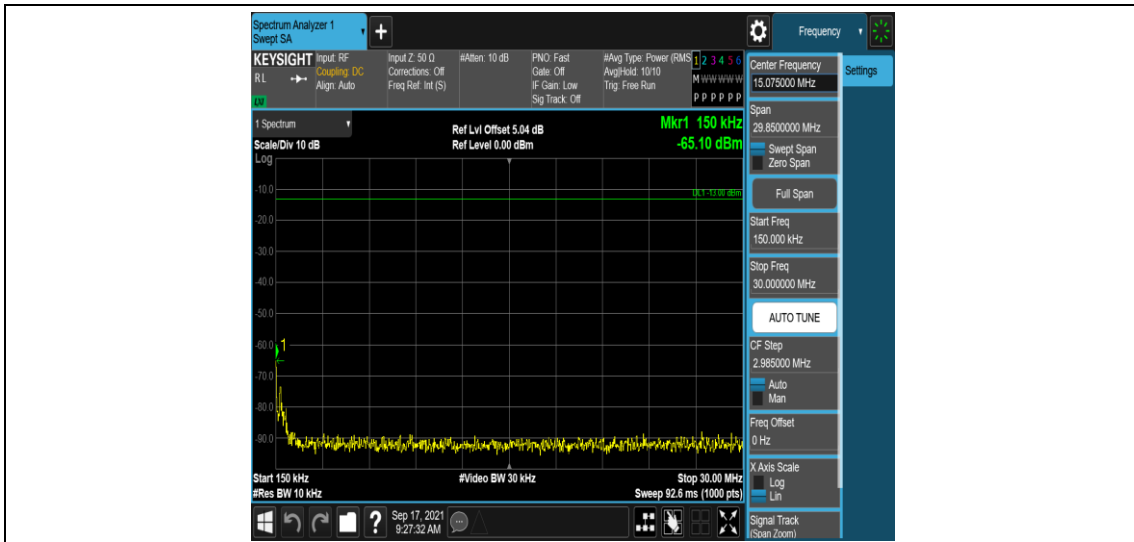 Spectrum Analyzer 1
Swept SA
+
Frequency
KEYSIGHT
RL
LXI
Input: RF
Coupling: DC
Align: Auto
Input Z: 50 Ω
Corrections: Off
Freq Ref: Int (S)
#Atten: 10 dB
PNO: Fast
Gate: Off
IF Gain: Low
Sig Track: Off
#Avg Type: Power (RMS
Avg|Hold: 10/10
Trig: Free Run
1 2 3 4 5 6
M W W W W W
P P P P P P
1 Spectrum
Scale/Div 10 dB
Log
Ref Lvl Offset 5.04 dB
Ref Level 0.00 dBm
Mkr1 150 kHz
-65.10 dBm
DL1 -13.00 dBm
-10.0
-20.0
-30.0
-40.0
-50.0
-60.0
1
-70.0
-80.0
-90.0
Start 150 kHz
#Video BW 30 kHz
Stop 30.00 MHz
#Res BW 10 kHz
Sweep 92.6 ms (1000 pts)
?
Sep 17, 2021
9:27:32 AM
Center Frequency
15.075000 MHz
Settings
Span
29.8500000 MHz
Swept Span
Zero Span
Full Span
Start Freq
150.000 kHz
Stop Freq
30.000000 MHz
AUTO TUNE
CF Step
2.985000 MHz
Auto
Man
Freq Offset
0 Hz
X Axis Scale
Log
Lin
Signal Track
(Span Zoom)